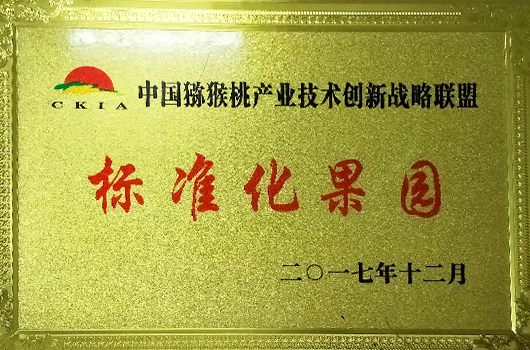 中国猕猴桃产业技术创新战略联盟
CKIA
标准化果园
二〇一七年十二月